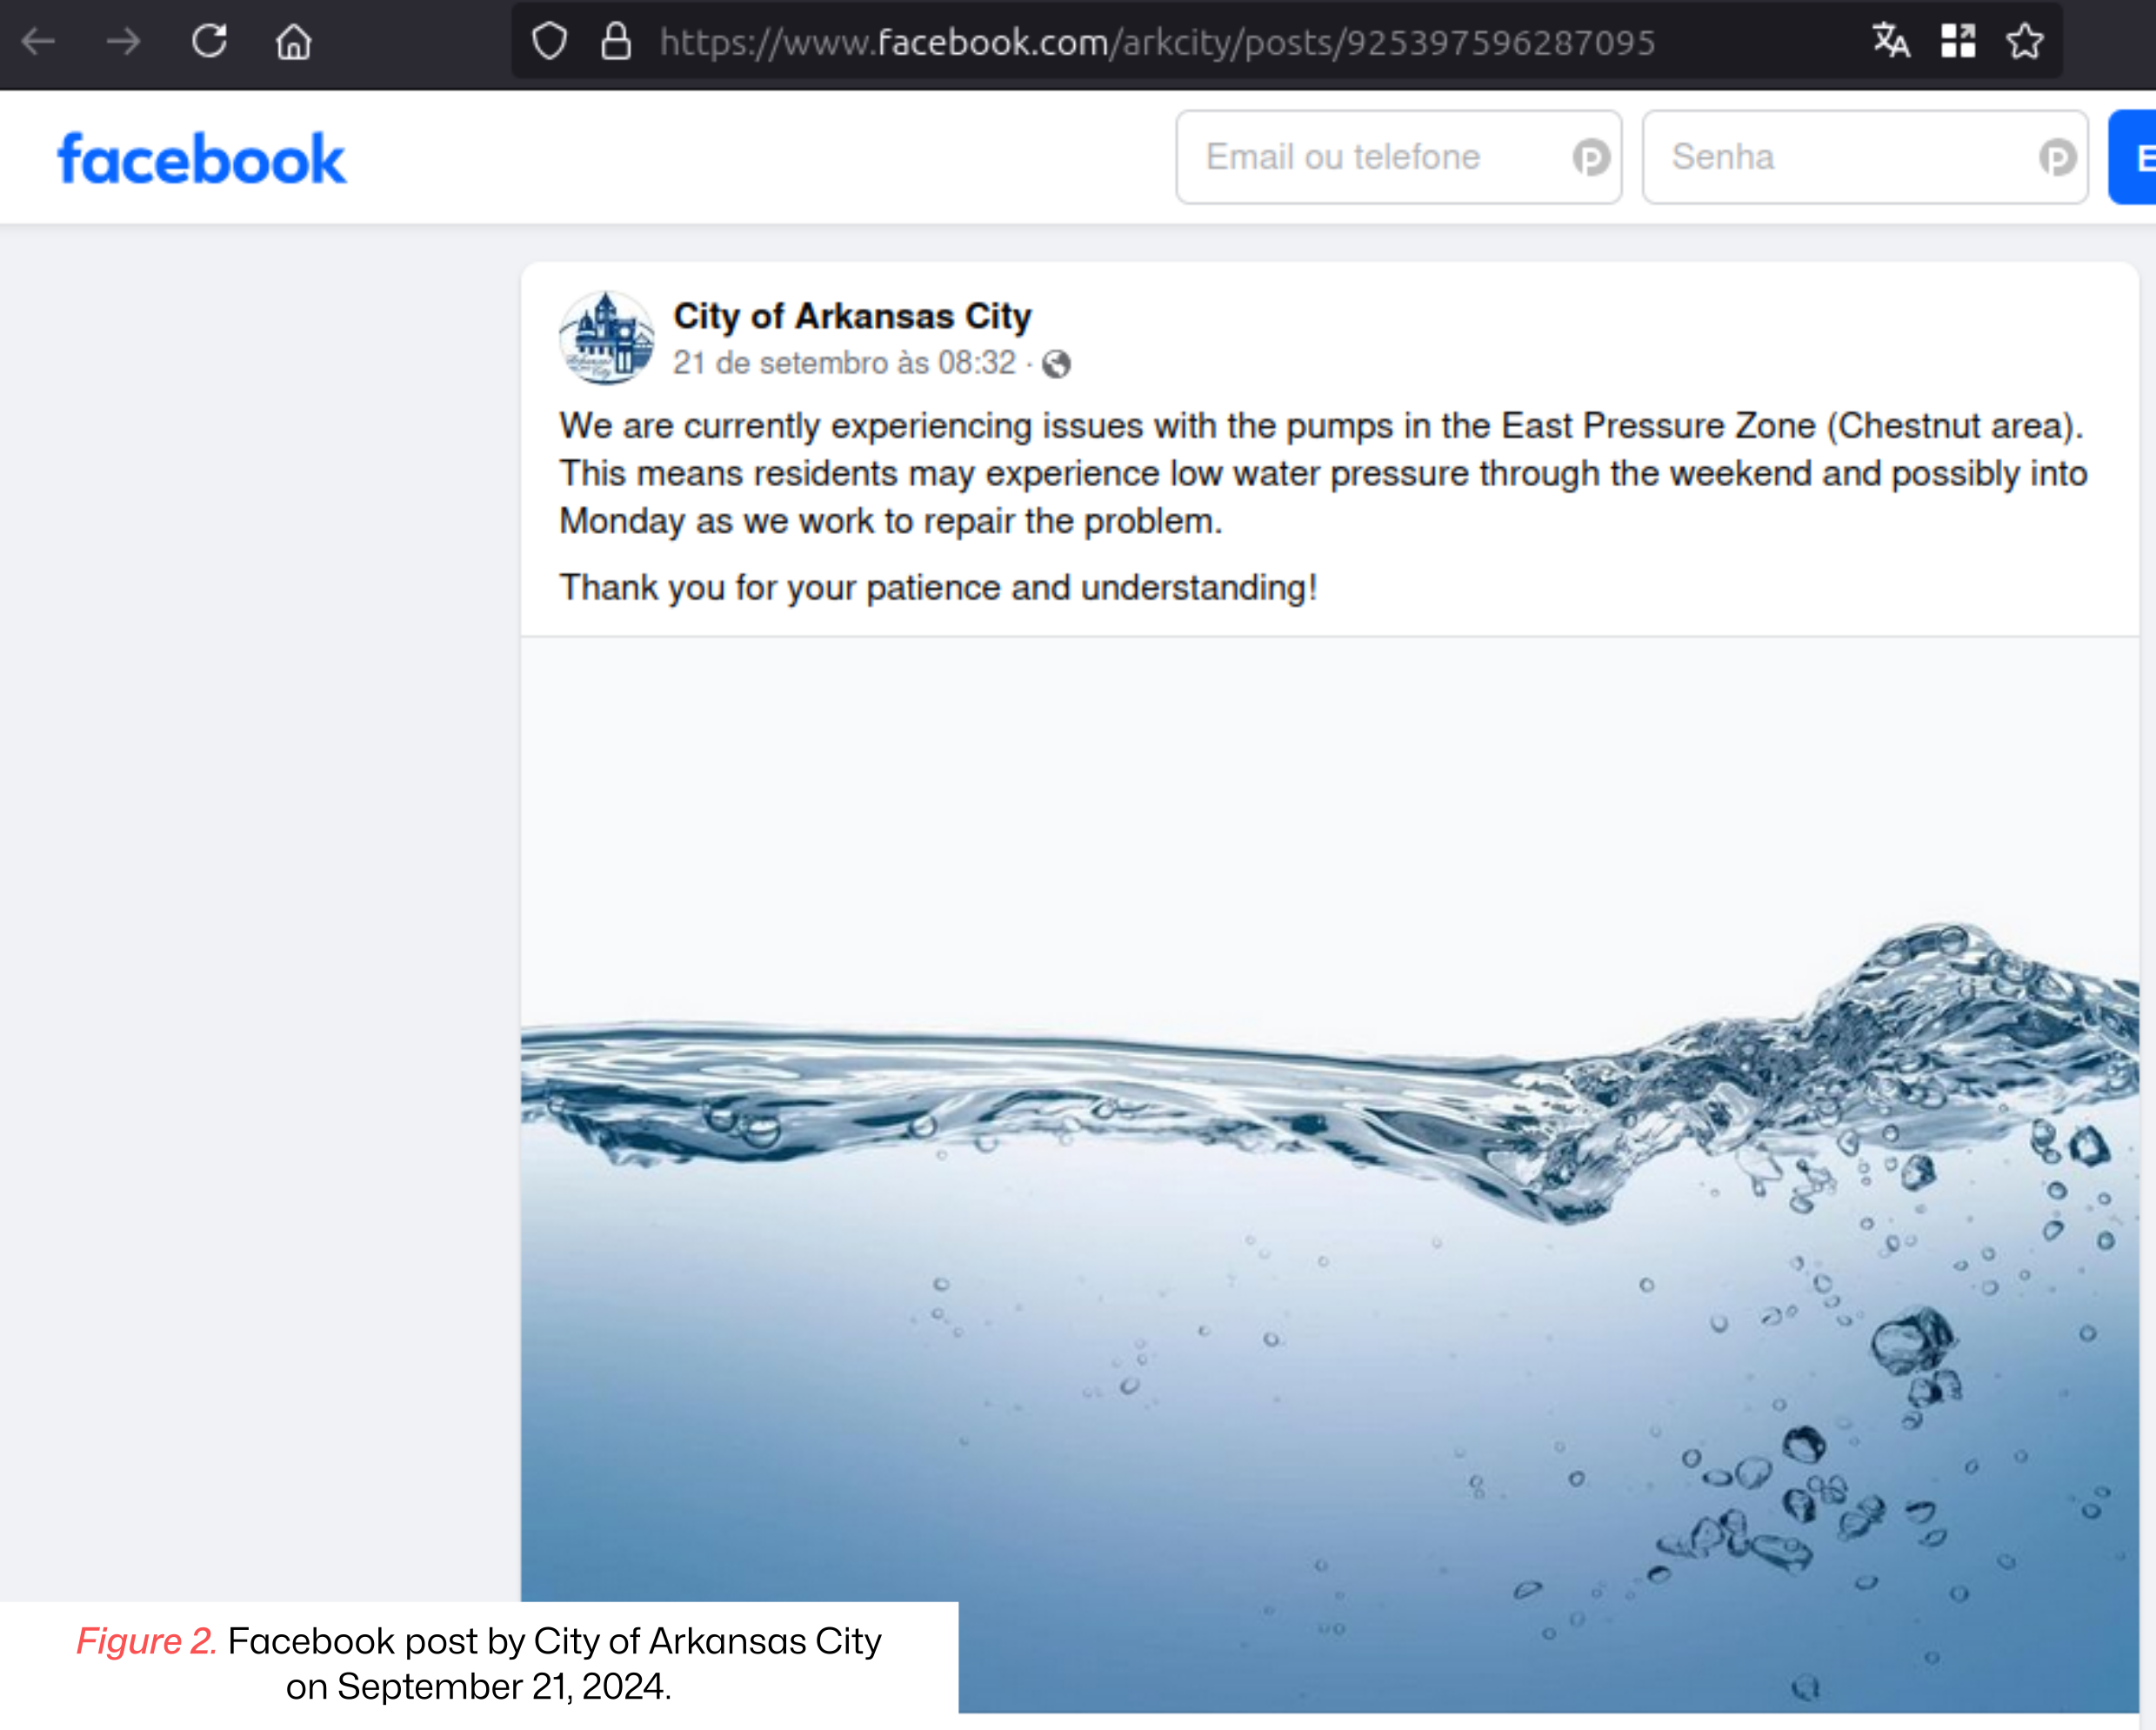 https://www.facebook.com/arkcity/posts/925397596287095
facebook
Email ou telefone
Senha
E
City of Arkansas City
21 de setembro às 08:32 ·
We are currently experiencing issues with the pumps in the East Pressure Zone (Chestnut area).
This means residents may experience low water pressure through the weekend and possibly into
Monday as we work to repair the problem.
Thank you for your patience and understanding!
Figure 2. Facebook post by City of Arkansas City
on September 21, 2024.